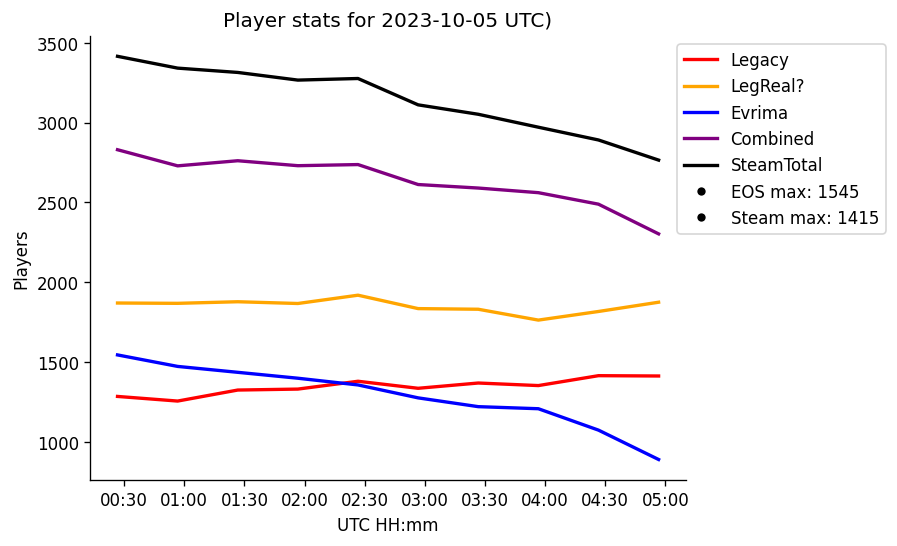 Player stats for 2023-10-05 UTC)
3500
3000
2500
2000
1500
1000
Players
00:30 01:00 01:30 02:00 02:30 03:00 03:30 04:00 04:30 05:00
UTC HH:mm
Legacy
LegReal?
Evrima
Combined
SteamTotal
EOS max: 1545
Steam max: 1415